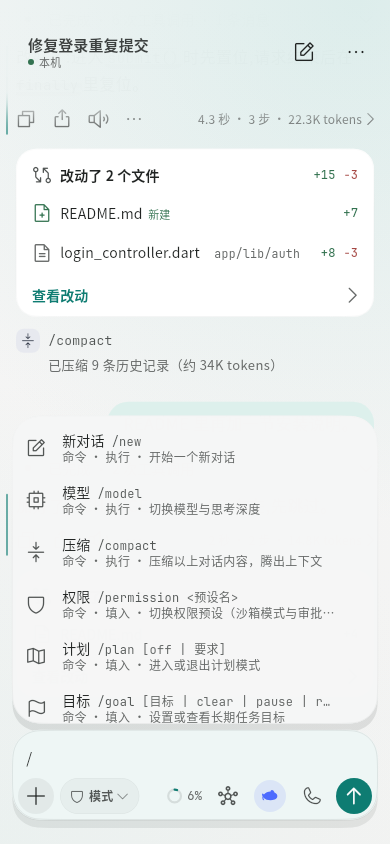 修复登录重复提交
本机
4.3 秒 · 3 步 · 22.3K tokens
改动了 2 个文件 +15 -3
README.md 新建 +7
login_controller.dart app/lib/auth +8 -3
查看改动
/compact
已压缩 9 条历史记录（约 34K tokens）
新对话 /new
命令 · 执行 · 开始一个新对话
模型 /model
命令 · 执行 · 切换模型与思考深度
压缩 /compact
命令 · 执行 · 压缩以上对话内容，腾出上下文
权限 /permission <预设名>
命令 · 填入 · 切换权限预设（沙箱模式与审批…
计划 /plan [off | 要求]
命令 · 填入 · 进入或退出计划模式
目标 /goal [目标 | clear | pause | r…
命令 · 填入 · 设置或查看长期任务目标
/
模式 6%